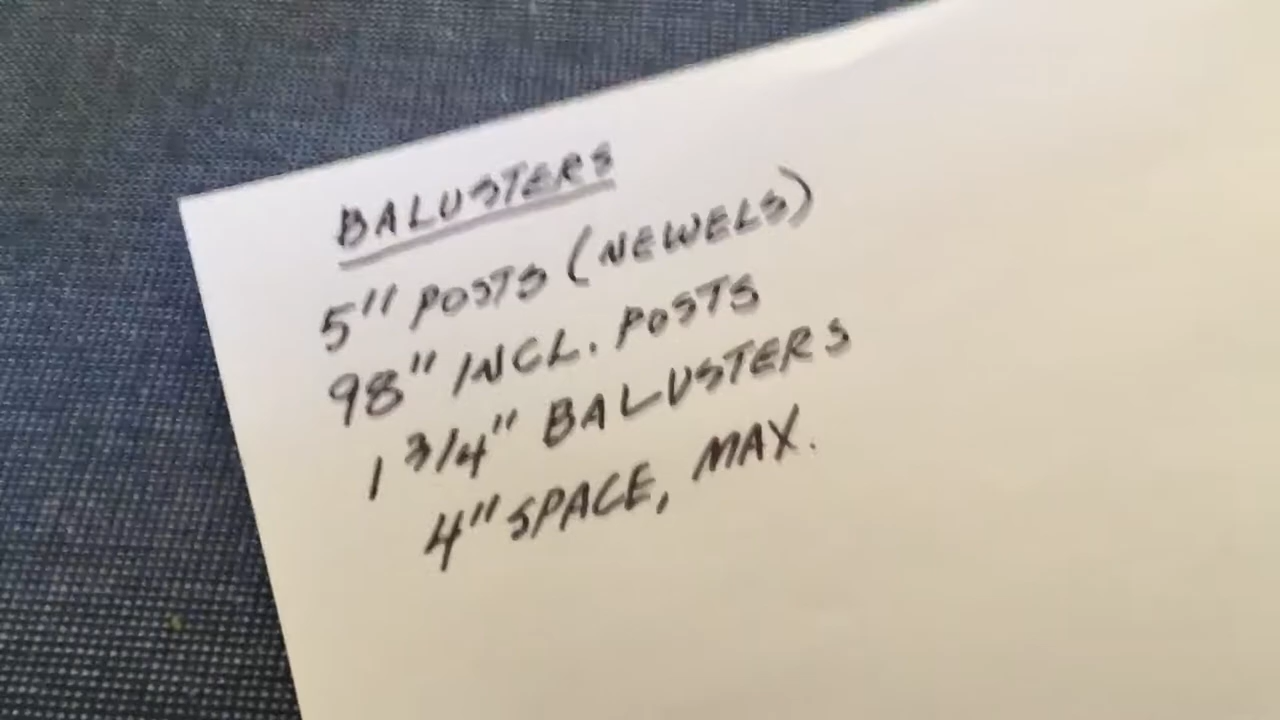 BALUSTERS
5" POSTS (NEWELS)
98" INCL. POSTS
1 3/4" BALUSTERS
4" SPACE, MAX.